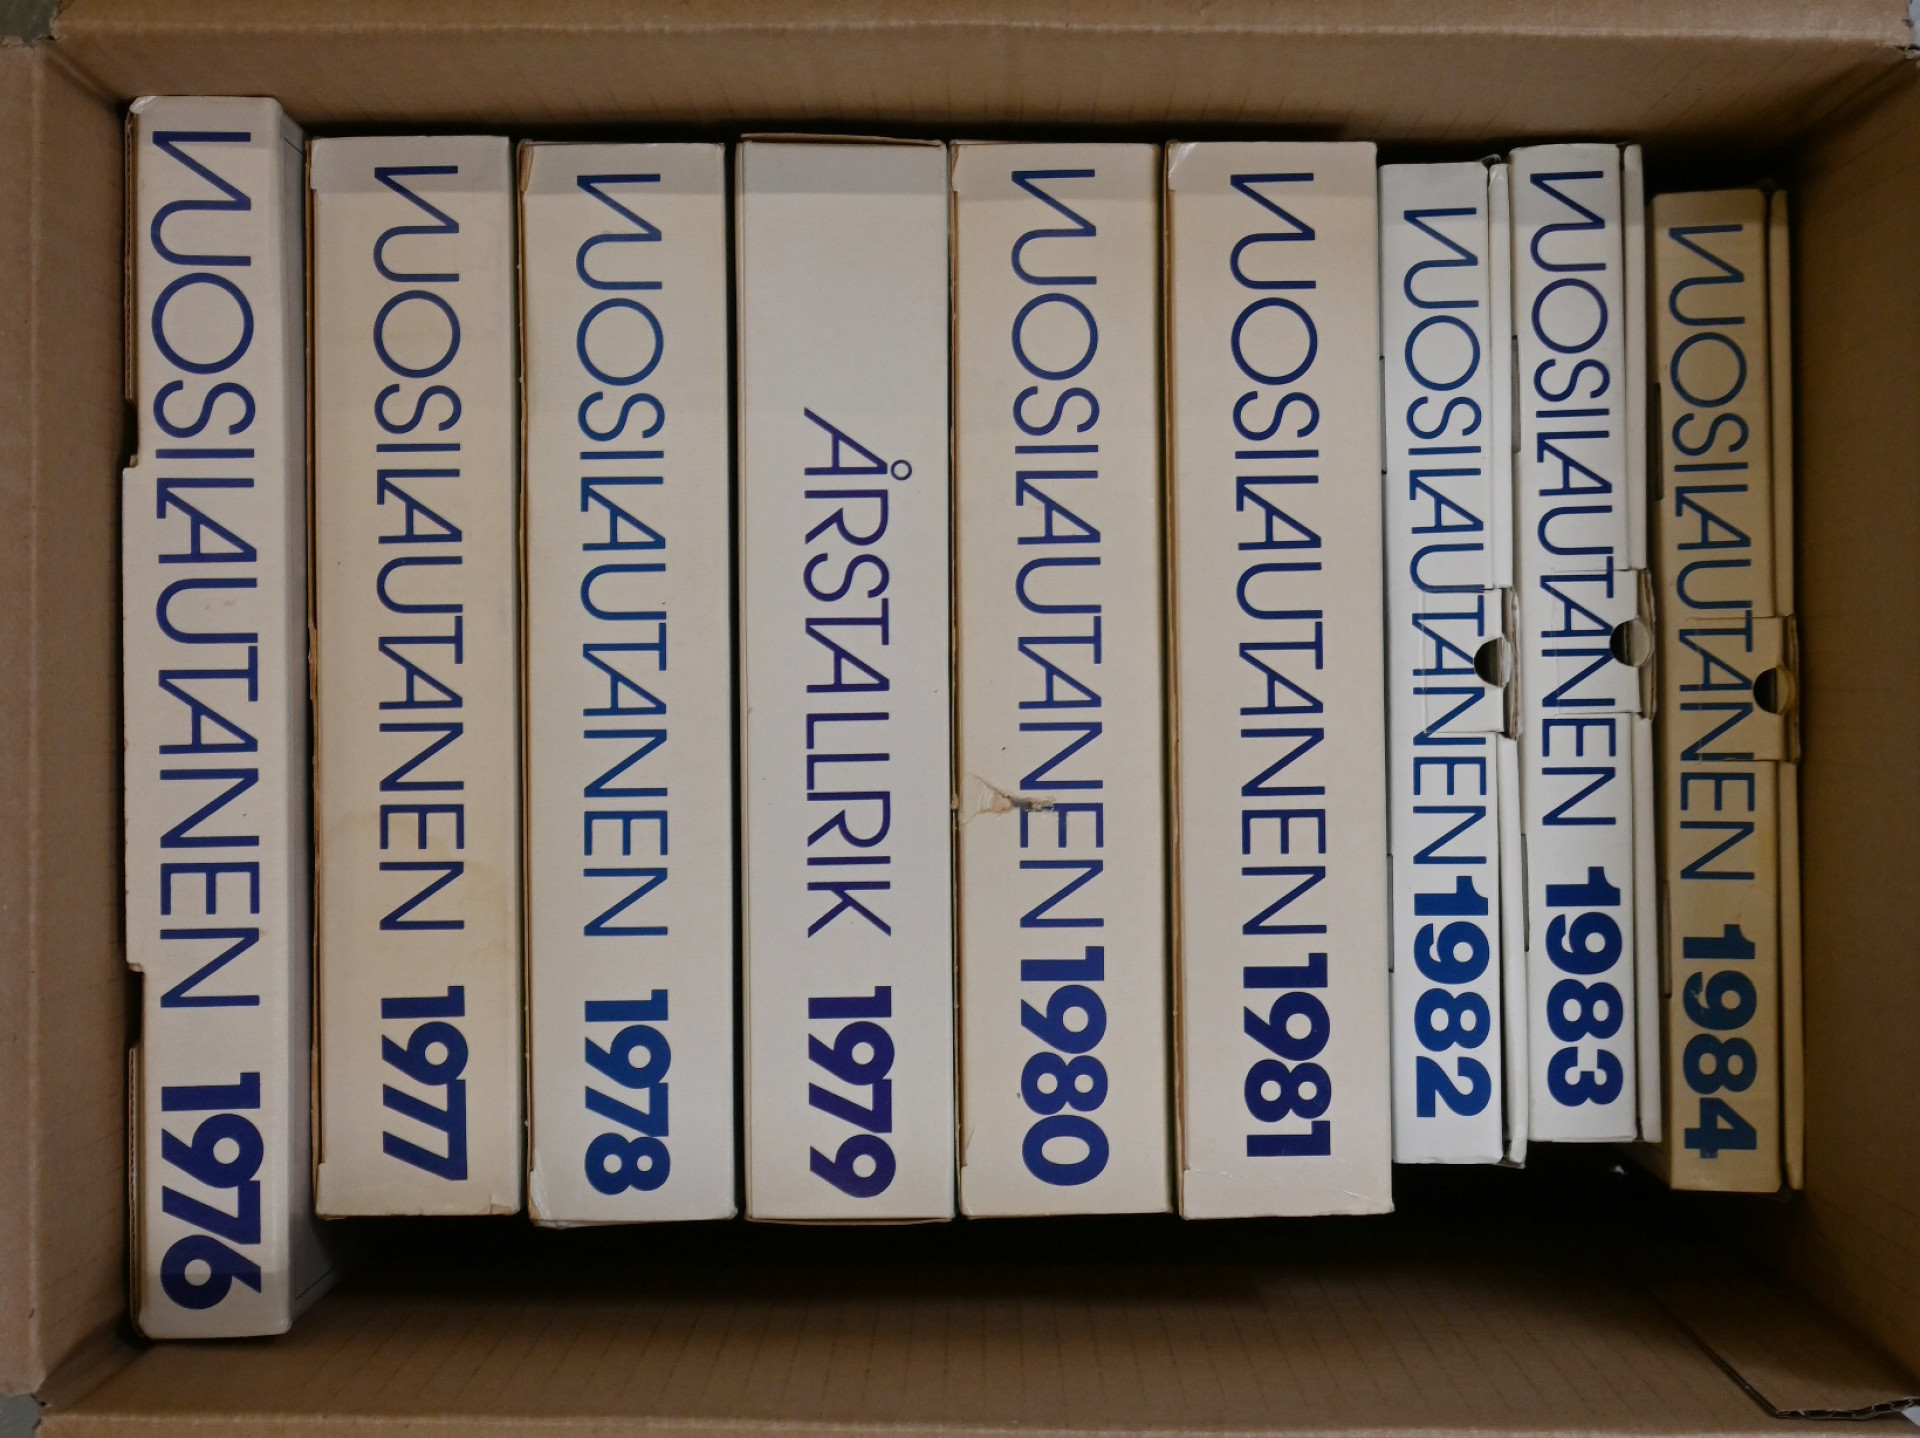 VUOSILAUTANEN 1976
VUOSILAUTANEN 1977
VUOSILAUTANEN 1978
ÅRSTALLRIK 1979
VUOSILAUTANEN 1980
VUOSILAUTANEN 1981
VUOSILAUTANEN 1982
VUOSILAUTANEN 1983
VUOSILAUTANEN 1984